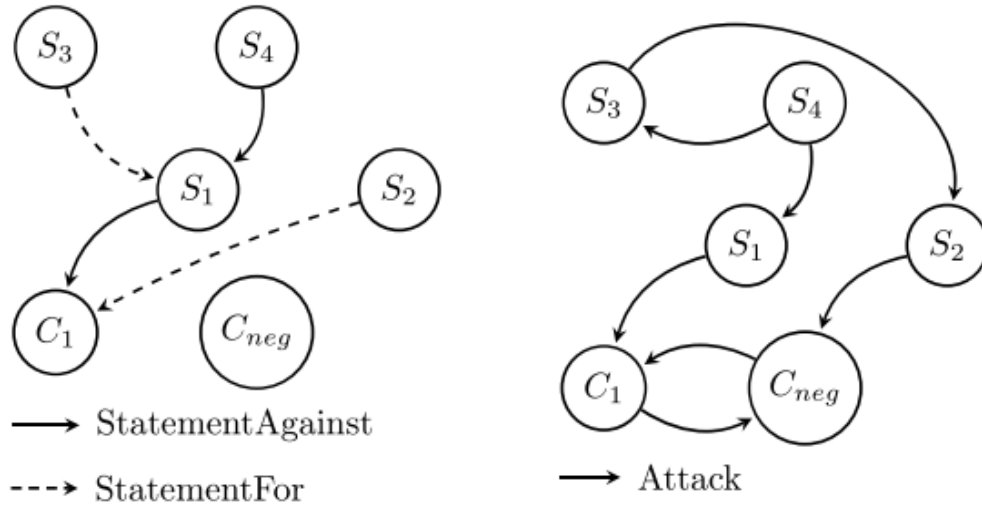 S₃
S₄
S₁
S₂
C₁
Cₙₑg
StatementAgainst
StatementFor
S₃
S₄
S₁
S₂
C₁
Cₙₑg
Attack